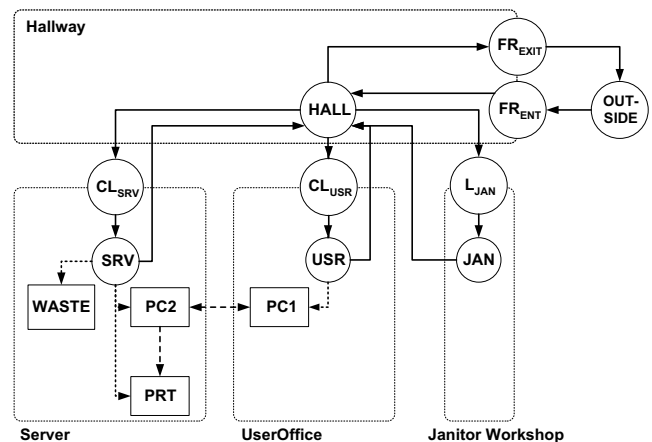 Hallway
FR_EXIT
HALL
FR_ENT
OUT-
SIDE
CL_SRV
CL_USR
L_JAN
SRV
USR
JAN
WASTE
PC2
PC1
PRT
Server
UserOffice
Janitor Workshop